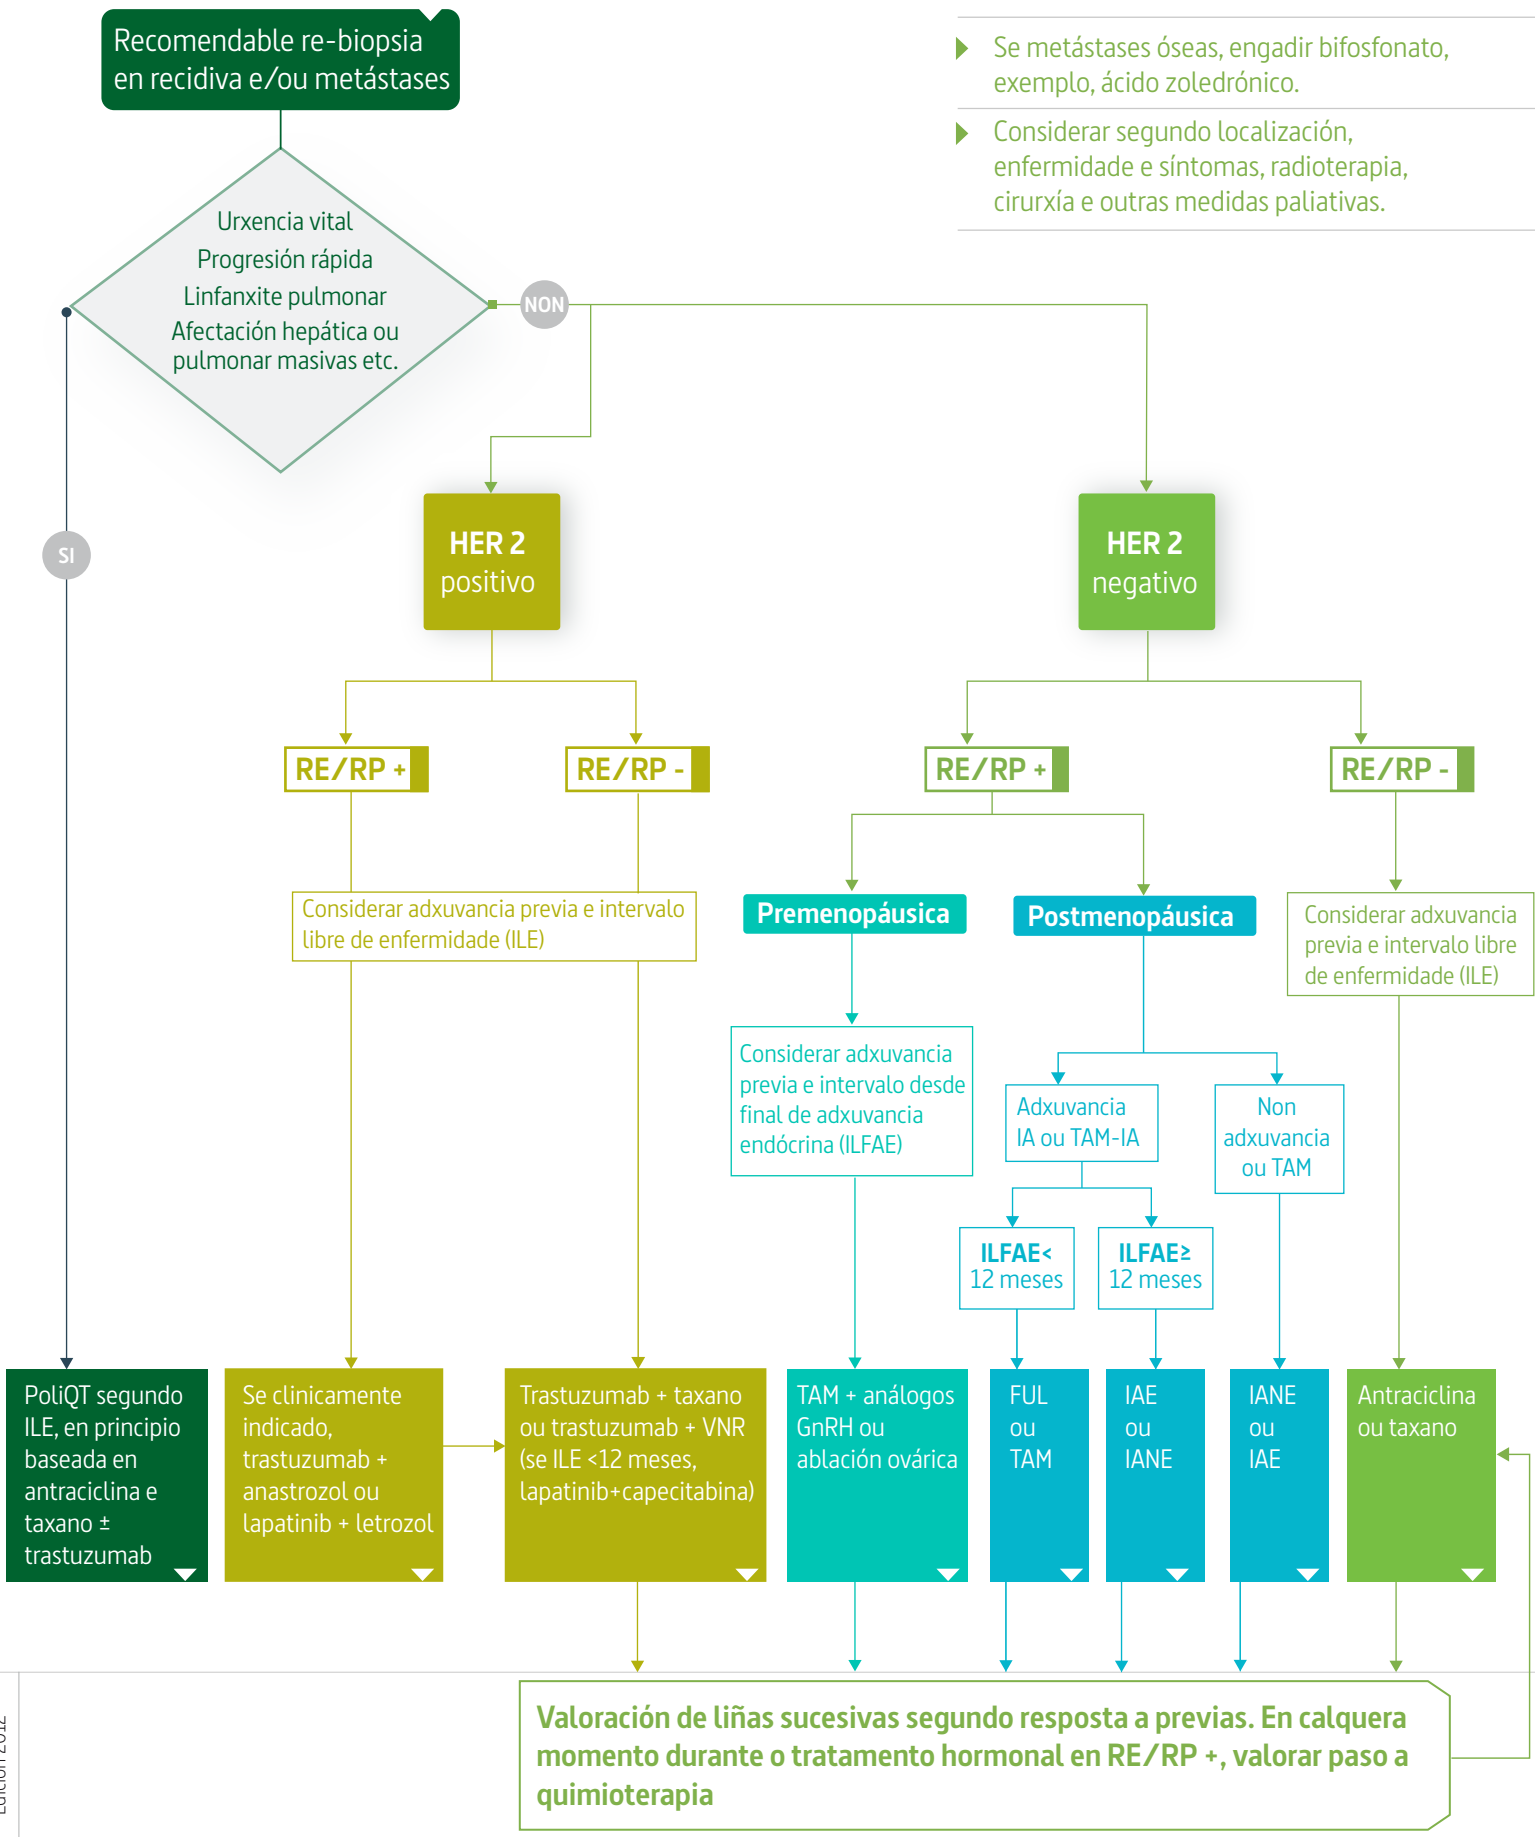 Recomendable re-biopsia
en recidiva e/ou metástases
Se metástases óseas, engadir bifosfonato,
exemplo, ácido zoledrónico.
Considerar segundo localización,
enfermidade e síntomas, radioterapia,
cirurxía e outras medidas paliativas.
Urxencia vital
Progresión rápida
Linfanxite pulmonar
Afectación hepática ou
pulmonar masivas etc.
NON
SI
HER 2
positivo
HER 2
negativo
RE/RP +
RE/RP -
RE/RP +
RE/RP -
Considerar adxuvancia previa e intervalo
libre de enfermidade (ILE)
Premenopáusica
Postmenopáusica
Considerar adxuvancia
previa e intervalo libre
de enfermidade (ILE)
Considerar adxuvancia
previa e intervalo desde
final de adxuvancia
endócrina (ILFAE)
Adxuvancia
IA ou TAM-IA
Non
adxuvancia
ou TAM
ILFAE<
12 meses
ILFAE≥
12 meses
PoliQT segundo
ILE, en principio
baseada en
antraciclina e
taxano ±
trastuzumab
Se clinicamente
indicado,
trastuzumab +
anastrozol ou
lapatinib + letrozol
Trastuzumab + taxano
ou trastuzumab + VNR
(se ILE <12 meses,
lapatinib+capecitabina)
TAM + análogos
GnRH ou
ablación ovárica
FUL
ou
TAM
IAE
ou
IANE
IANE
ou
IAE
Antraciclina
ou taxano
Valoración de liñas sucesivas segundo resposta a previas. En calquera
momento durante o tratamento hormonal en RE/RP +, valorar paso a
quimioterapia
Edición 2012